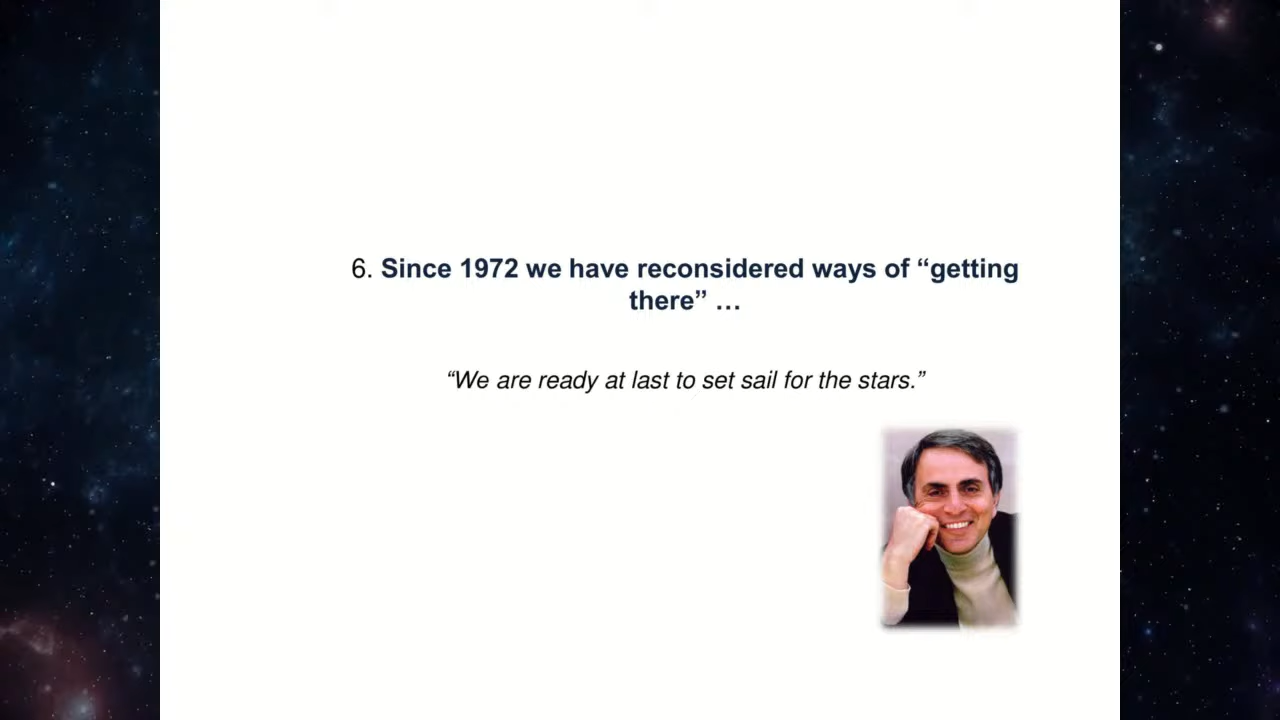 6. Since 1972 we have reconsidered ways of “getting
there” …
“We are ready at last to set sail for the stars.”